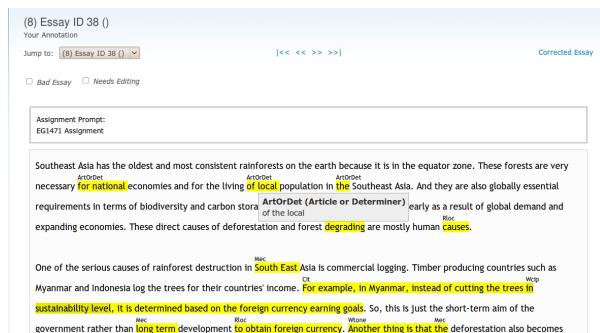 (8) Essay ID 38 ()
Your Annotation
Jump to: (8) Essay ID 38 () |<< << >> >>| Corrected Essay
Bad Essay Needs Editing
Assignment Prompt:
EG1471 Assignment
Southeast Asia has the oldest and most consistent rainforests on the earth because it is in the equator zone. These forests are very
ArtOrDet ArtOrDet ArtOrDet
necessary for national economies and for the living of local population in the Southeast Asia. And they are also globally essential
ArtOrDet (Article or Determiner)
requirements in terms of biodiversity and carbon stora early as a result of global demand and
of the local
Rloc
expanding economies. These direct causes of deforestation and forest degrading are mostly human causes.
Mec
One of the serious causes of rainforest destruction in South East Asia is commercial logging. Timber producing countries such as
Cit Wcip
Myanmar and Indonesia log the trees for their countries' income. For example, in Myanmar, instead of cutting the trees in
sustainability level, it is determined based on the foreign currency earning goals. So, this is just the short-term aim of the
Mec Rloc Wtone Mec
government rather than long term development to obtain foreign currency. Another thing is that the deforestation also becomes